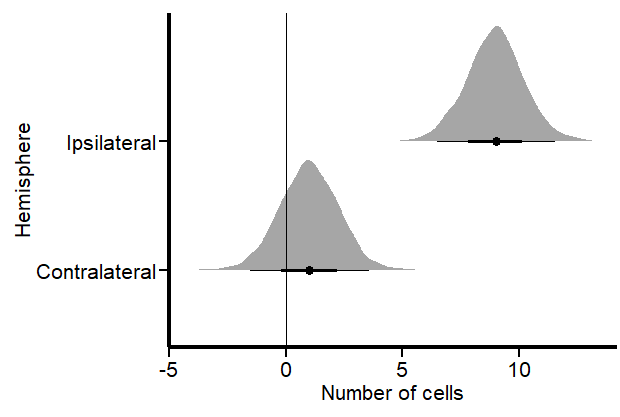 Hemisphere
Ipsilateral
Contralateral
-5
0
5
10
Number of cells